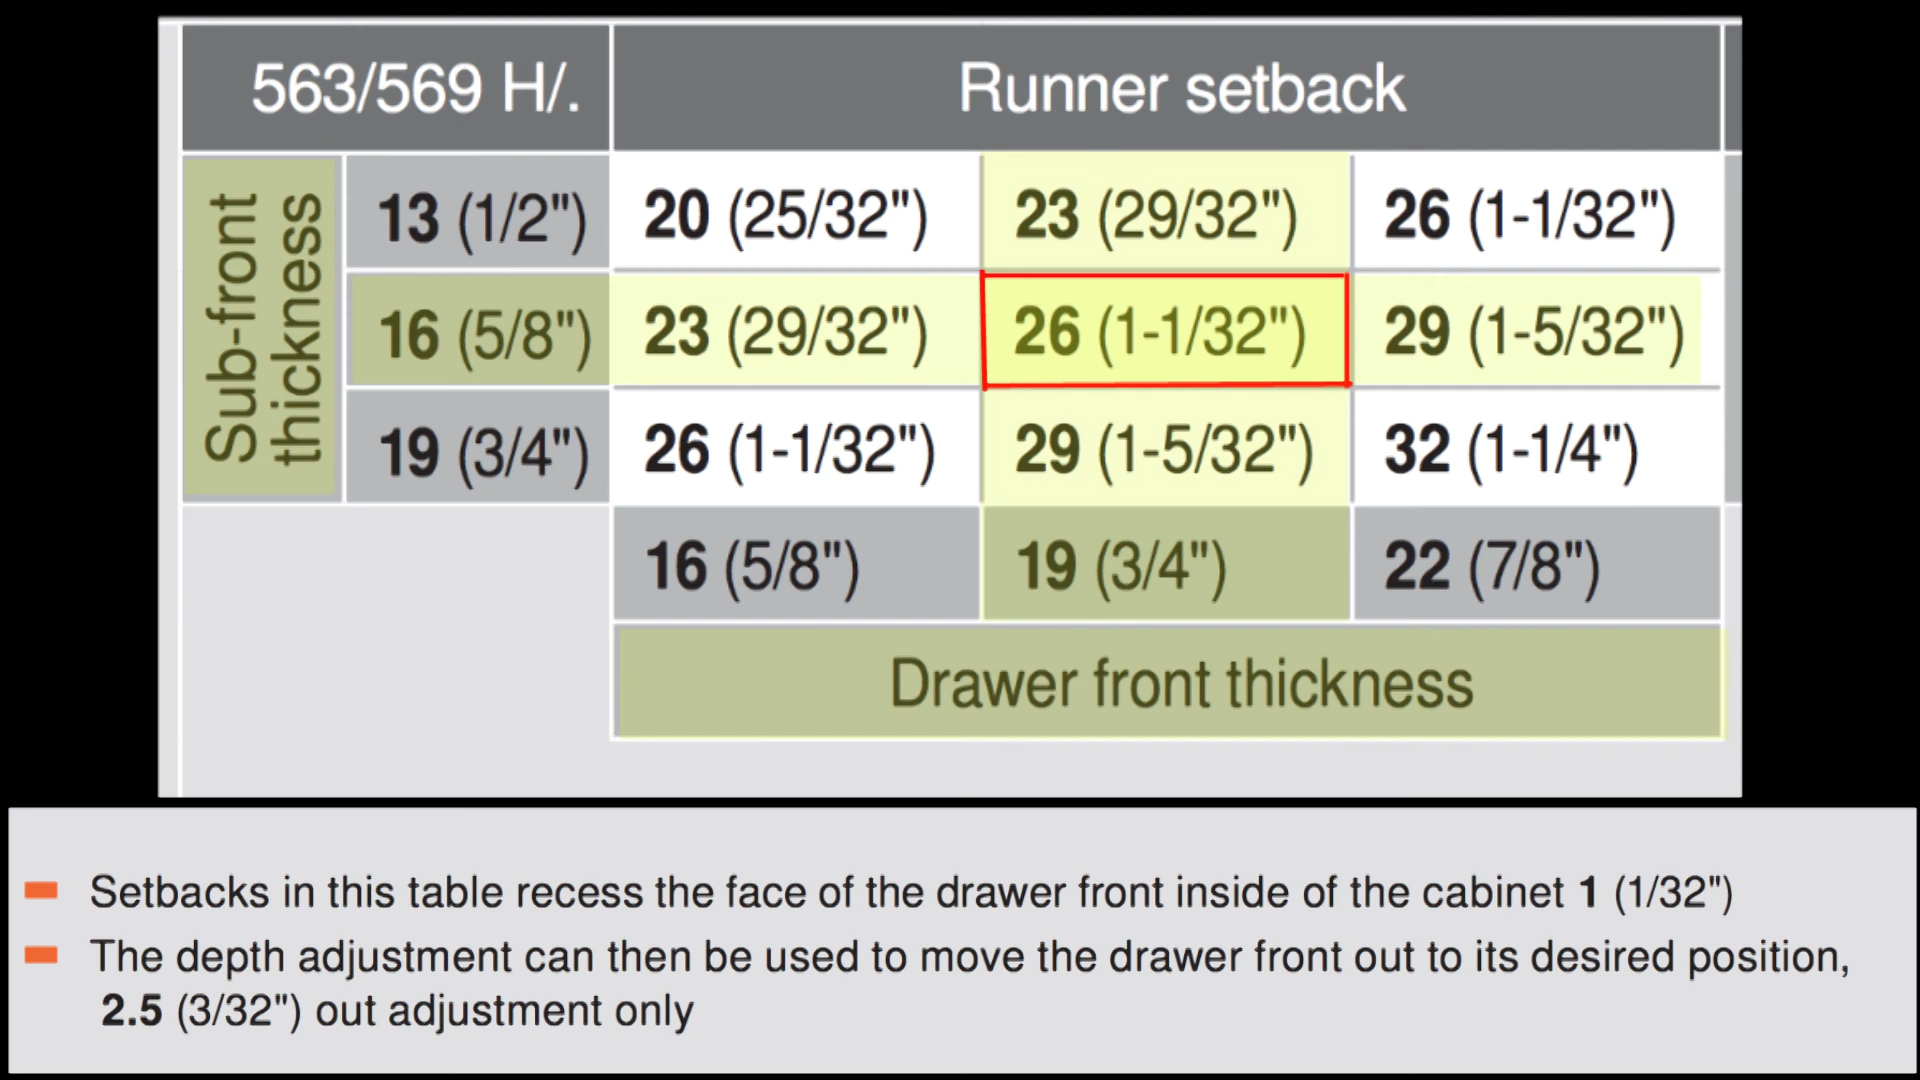 563/569 H/. Runner setback
Sub-front
thickness
13 (1/2") 20 (25/32") 23 (29/32") 26 (1-1/32")
16 (5/8") 23 (29/32") 26 (1-1/32") 29 (1-5/32")
19 (3/4") 26 (1-1/32") 29 (1-5/32") 32 (1-1/4")
16 (5/8") 19 (3/4") 22 (7/8")
Drawer front thickness
Setbacks in this table recess the face of the drawer front inside of the cabinet 1 (1/32")
The depth adjustment can then be used to move the drawer front out to its desired position,
2.5 (3/32") out adjustment only